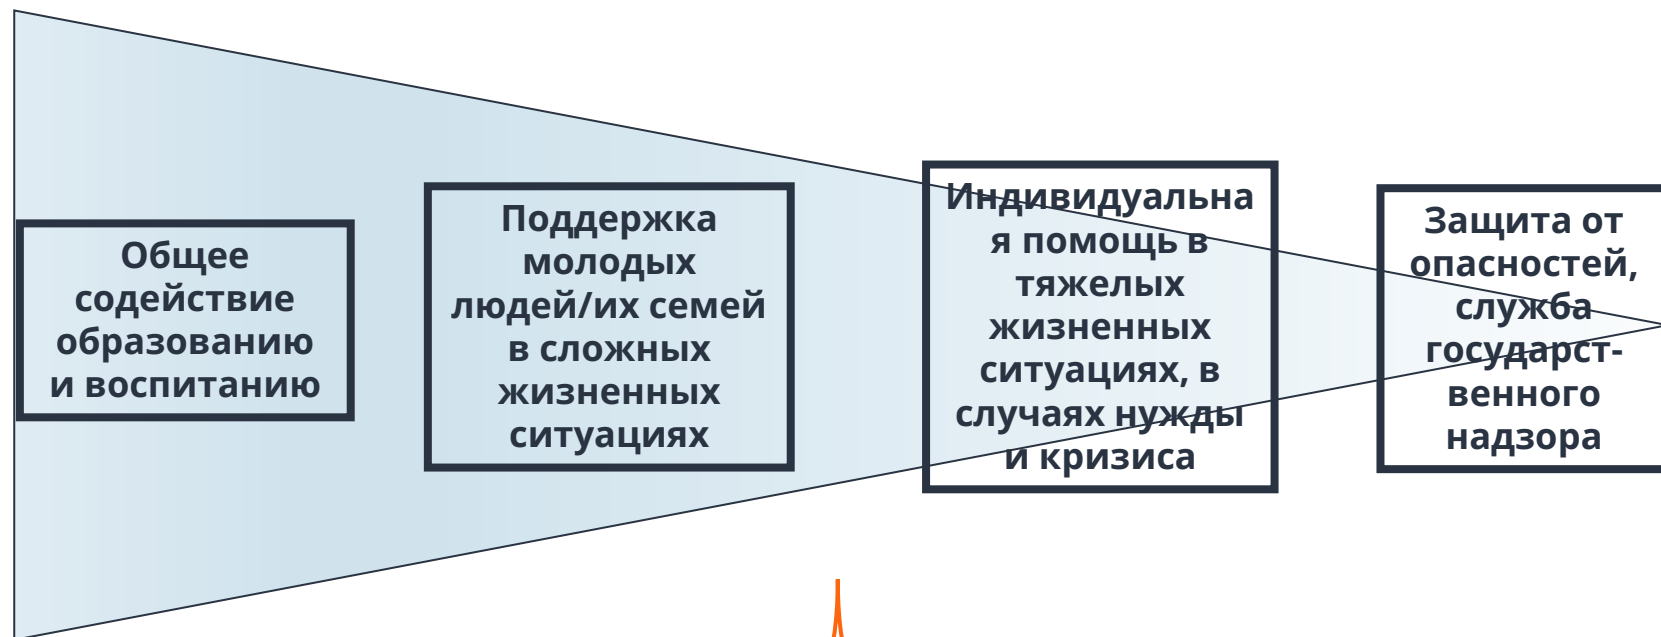 Общее
содействие
образованию
и воспитанию
Поддержка
молодых
людей/их семей
в сложных
жизненных
ситуациях
Индивидуальна
я помощь в
тяжелых
жизненных
ситуациях, в
случаях нужды
и кризиса
Защита от
опасностей,
служба
государст-
венного
надзора